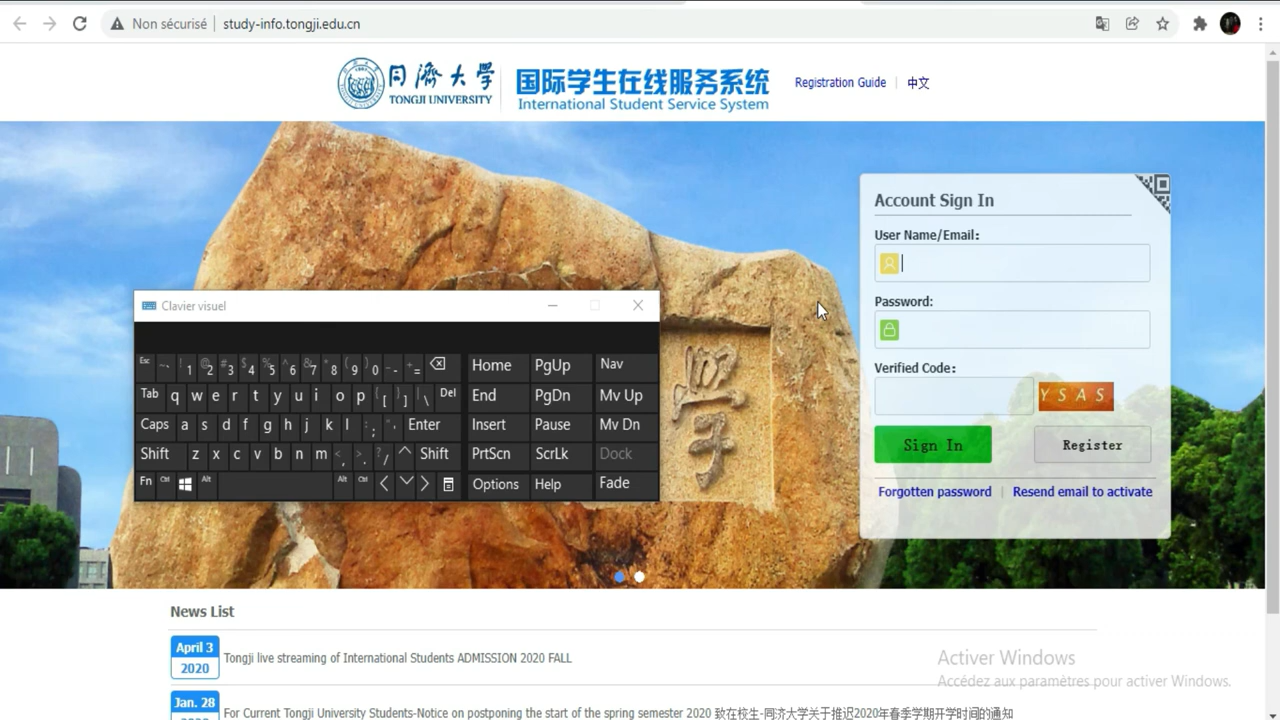 Non sécurisé | study-info.tongji.edu.cn
同濟大學
TONGJI UNIVERSITY
国际学生在线服务系统
International Student Service System
Registration Guide | 中文
Account Sign In
User Name/Email:
Password:
Verified Code:
Y S A S
Sign In
Register
Forgotten password | Resend email to activate
Clavier visuel
Esc ~ ` ! 1 @ 2 # 3 $ 4 % 5 ^ 6 & 7 * 8 ( 9 ) 0 _ - + = Home PgUp Nav
Tab q w e r t y u i o p { [ } ] | \ Del End PgDn Mv Up
Caps a s d f g h j k l : ; " ' Enter Insert Pause Mv Dn
Shift z x c v b n m < , > . ? / Shift PrtScn ScrLk Dock
Fn Ctrl Alt Alt Ctrl Options Help Fade
学子
News List
April 3
2020
Tongji live streaming of International Students ADMISSION 2020 FALL
Jan. 28
For Current Tongji University Students-Notice on postponing the start of the spring semester 2020 致在校生-同济大学关于推迟2020年春季学期开学时间的通知
Activer Windows
Accédez aux paramètres pour activer Windows.